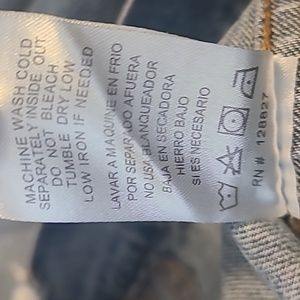 MACHINE WASH COLD
SEPARATELY INSIDE OUT
DO NOT BLEACH
TUMBLE DRY LOW
LOW IRON IF NEEDED
LAVAR A MAQUINE EN FRIO
POR SEPARADO AFUERA
NO USA BLANQUEADOR
BAJA EN SECADORA
HIERRO BAJO
SI ES NECESARIO
RN # 128827